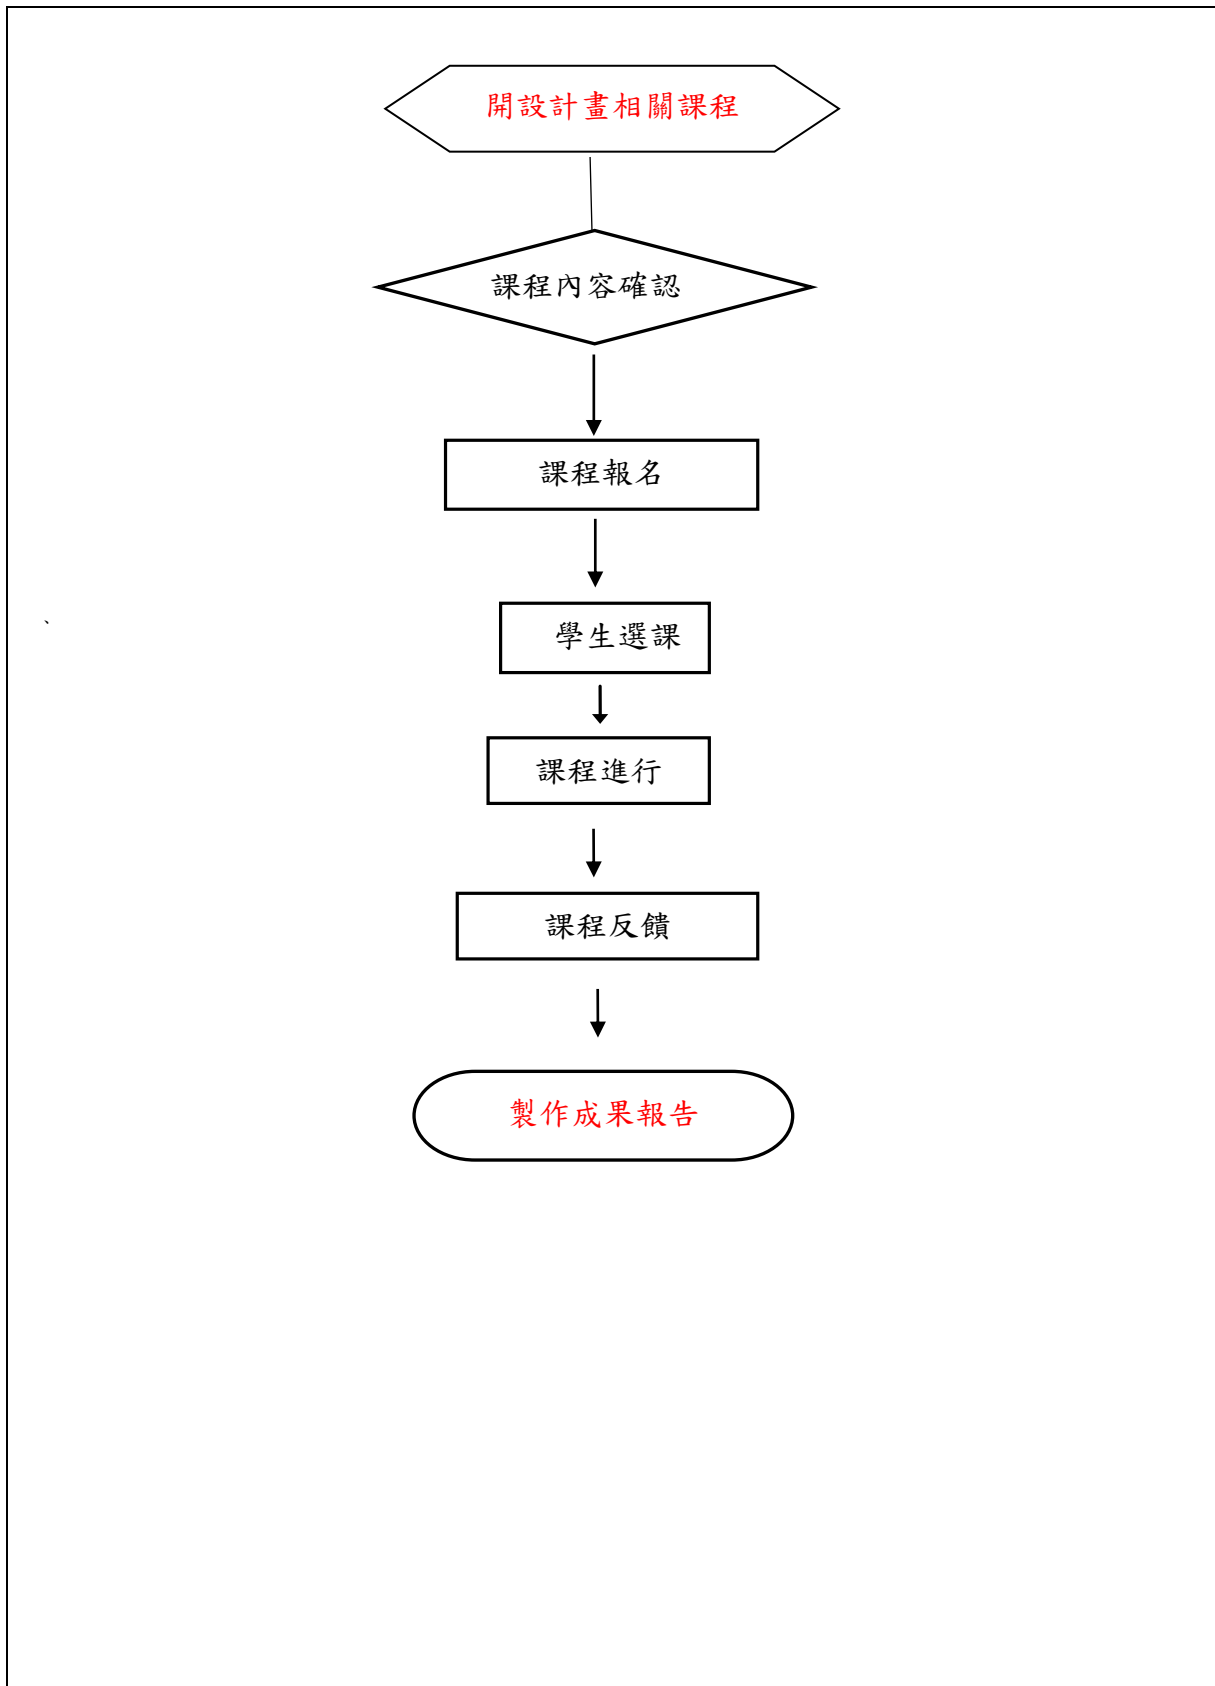 開設計畫相關課程
課程內容確認
課程報名
、
學生選課
課程進行
課程反饋
製作成果報告